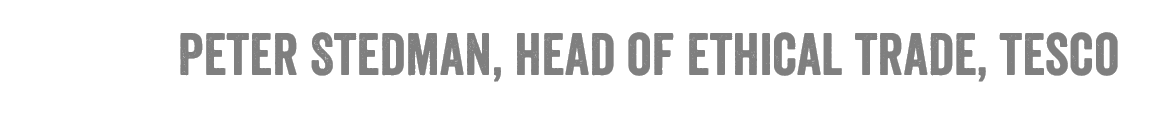 PETER STEDMAN, HEAD OF ETHICAL TRADE, TESCO